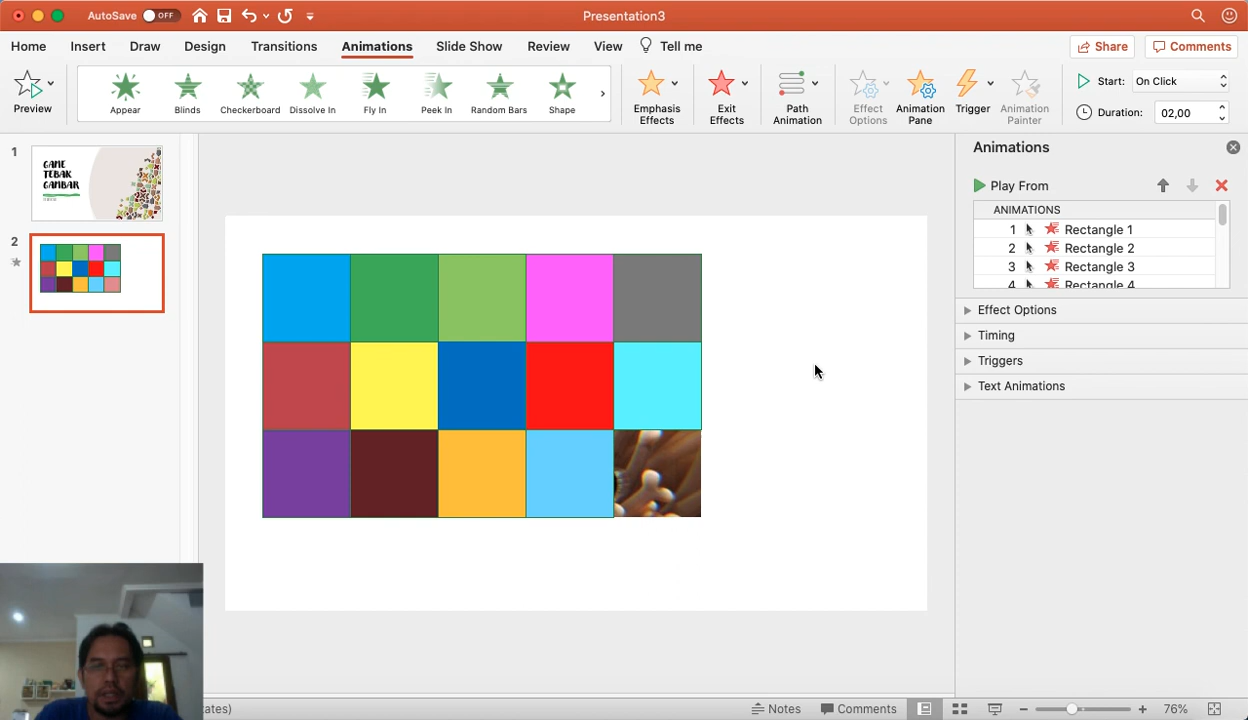 AutoSave OFF
Presentation3
Home Insert Draw Design Transitions Animations Slide Show Review View Tell me
Share Comments
Preview
Appear Blinds Checkerboard Dissolve In Fly In Peek In Random Bars Shape
Emphasis Effects
Exit Effects
Path Animation
Effect Options
Animation Pane
Trigger
Animation Painter
Start: On Click
Duration: 02,00
1
GAME
TEBAK
GAMBAR
2
Animations
Play From
ANIMATIONS
1 Rectangle 1
2 Rectangle 2
3 Rectangle 3
4 Rectangle 4
Effect Options
Timing
Triggers
Text Animations
tates)
Notes Comments 76%